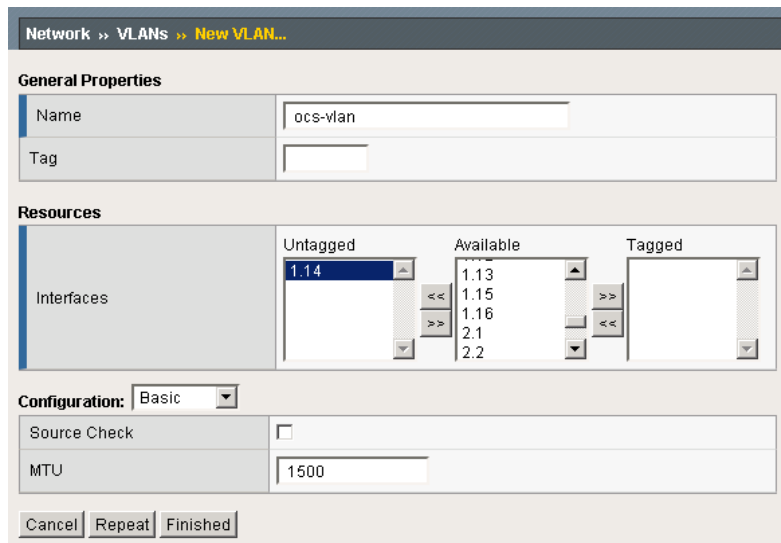 Network » VLANs » New VLAN...
General Properties
Name
ocs-vlan
Tag
Resources
Interfaces
Untagged
Available
Tagged
1.14
1.13
1.15
1.16
2.1
2.2
<<
>>
>>
<<
Configuration: Basic
Source Check
MTU
1500
Cancel Repeat Finished